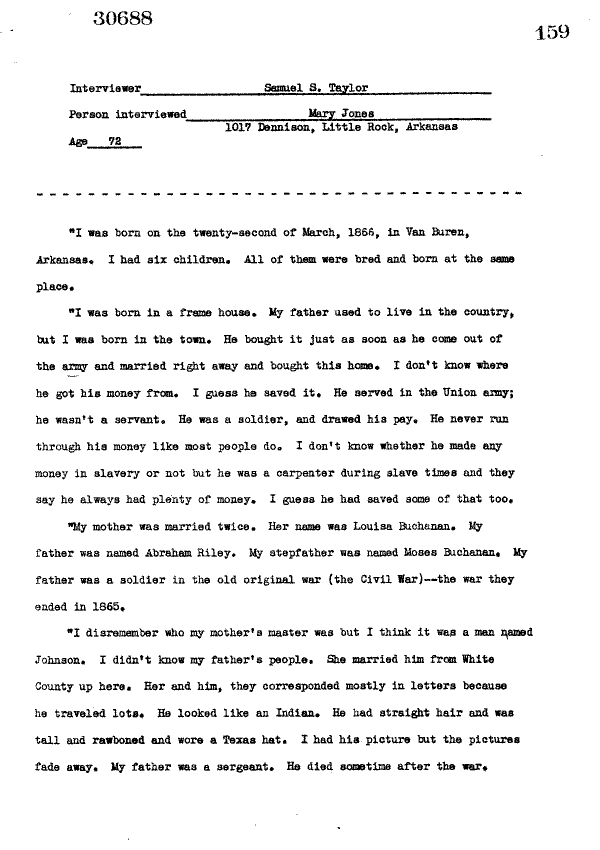 30688
159
Interviewer Samuel S. Taylor
Person interviewed Mary Jones
1017 Dennison, Little Rock, Arkansas
Age 72
"I was born on the twenty-second of March, 1866, in Van Buren,
Arkansas. I had six children. All of them were bred and born at the same
place.
"I was born in a frame house. My father used to live in the country,
but I was born in the town. He bought it just as soon as he come out of
the army and married right away and bought this home. I don't know where
he got his money from. I guess he saved it. He served in the Union army;
he wasn't a servant. He was a soldier, and drawed his pay. He never run
through his money like most people do. I don't know whether he made any
money in slavery or not but he was a carpenter during slave times and they
say he always had plenty of money. I guess he had saved some of that too.
"My mother was married twice. Her name was Louisa Buchanan. My
father was named Abraham Riley. My stepfather was named Moses Buchanan. My
father was a soldier in the old original war (the Civil War)--the war they
ended in 1865.
"I disremember who my mother's master was but I think it was a man named
Johnson. I didn't know my father's people. She married him from White
County up here. Her and him, they corresponded mostly in letters because
he traveled lots. He looked like an Indian. He had straight hair and was
tall and rawboned and wore a Texas hat. I had his picture but the pictures
fade away. My father was a sergeant. He died sometime after the war.